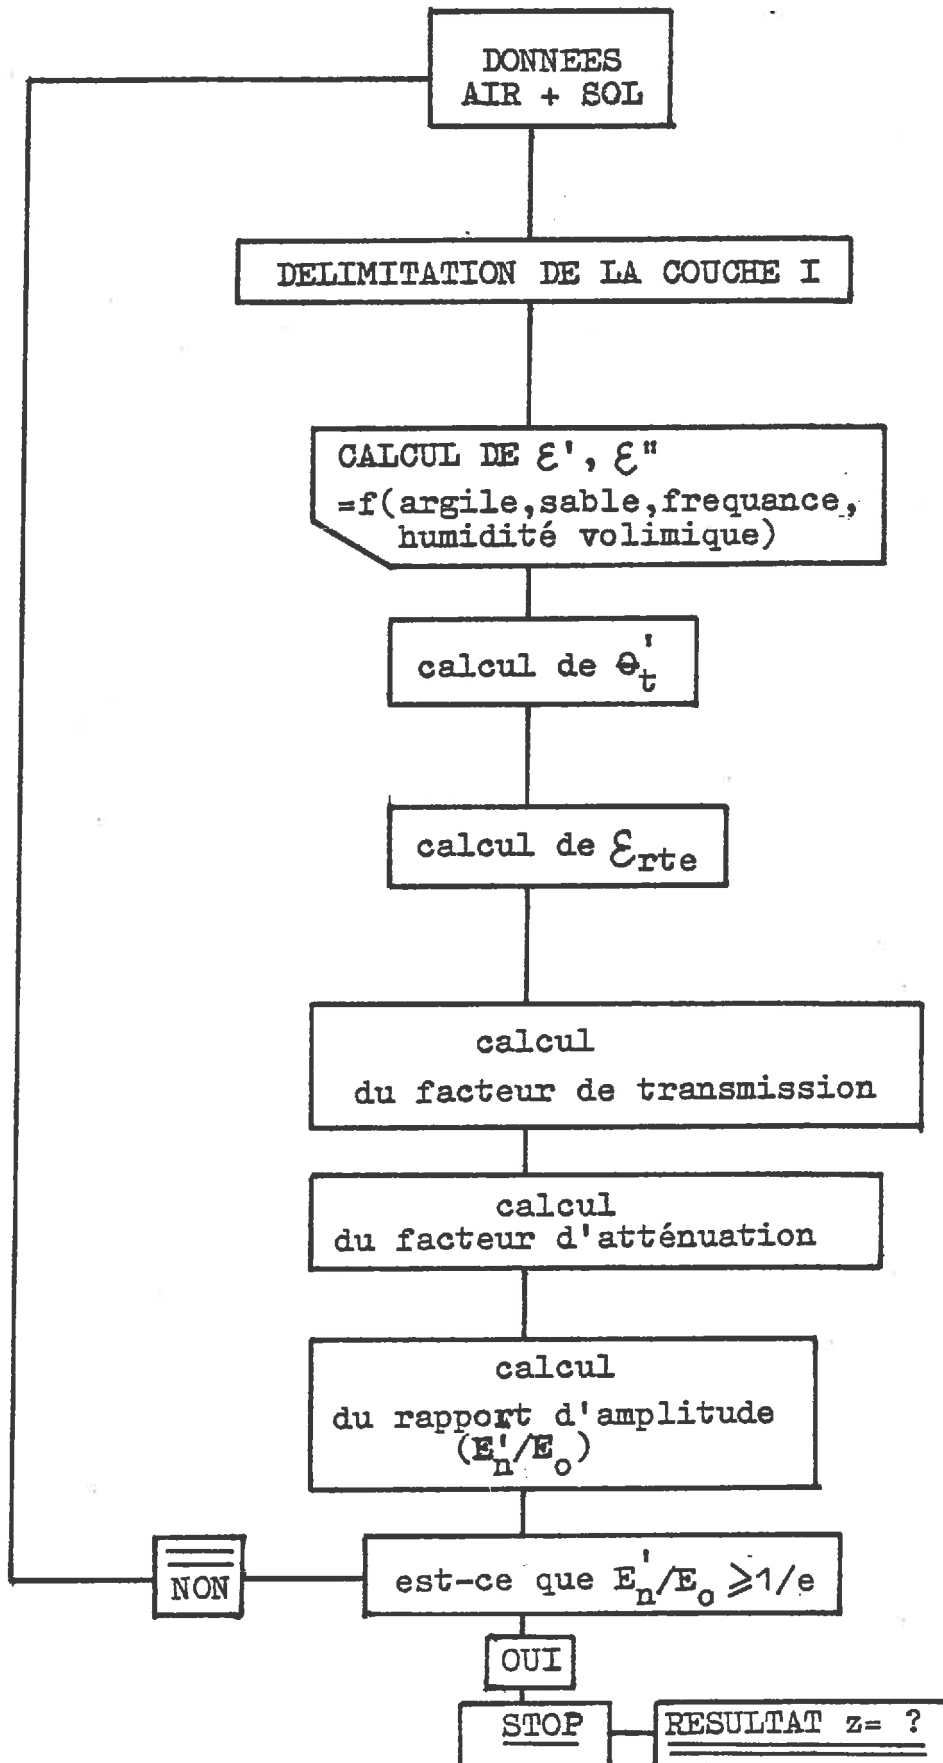 DONNEES
AIR + SOL
DELIMITATION DE LA COUCHE I
CALCUL DE ε', ε"
=f(argile,sable,frequance,
humidité volimique)
calcul de θ't
calcul de εrte
calcul
du facteur de transmission
calcul
du facteur d'atténuation
calcul
du rapport d'amplitude
(E'n/Eo)
NON
est-ce que E'n/Eo ⩾1/e
OUI
STOP
RESULTAT z= ?